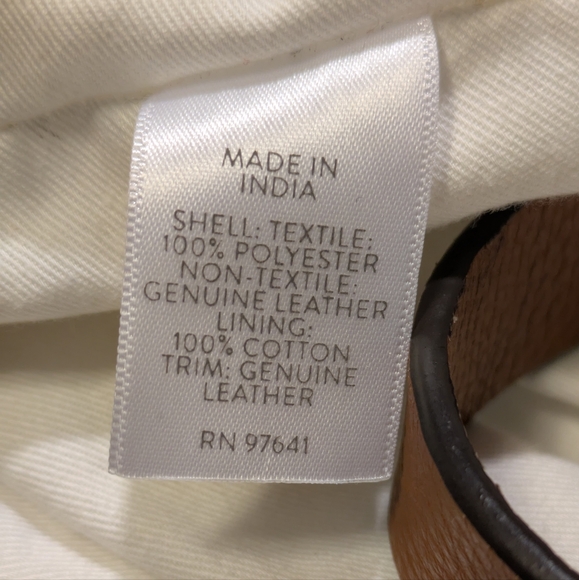 MADE IN
INDIA
SHELL: TEXTILE:
100% POLYESTER
NON-TEXTILE:
GENUINE LEATHER
LINING:
100% COTTON
TRIM: GENUINE
LEATHER
RN 97641